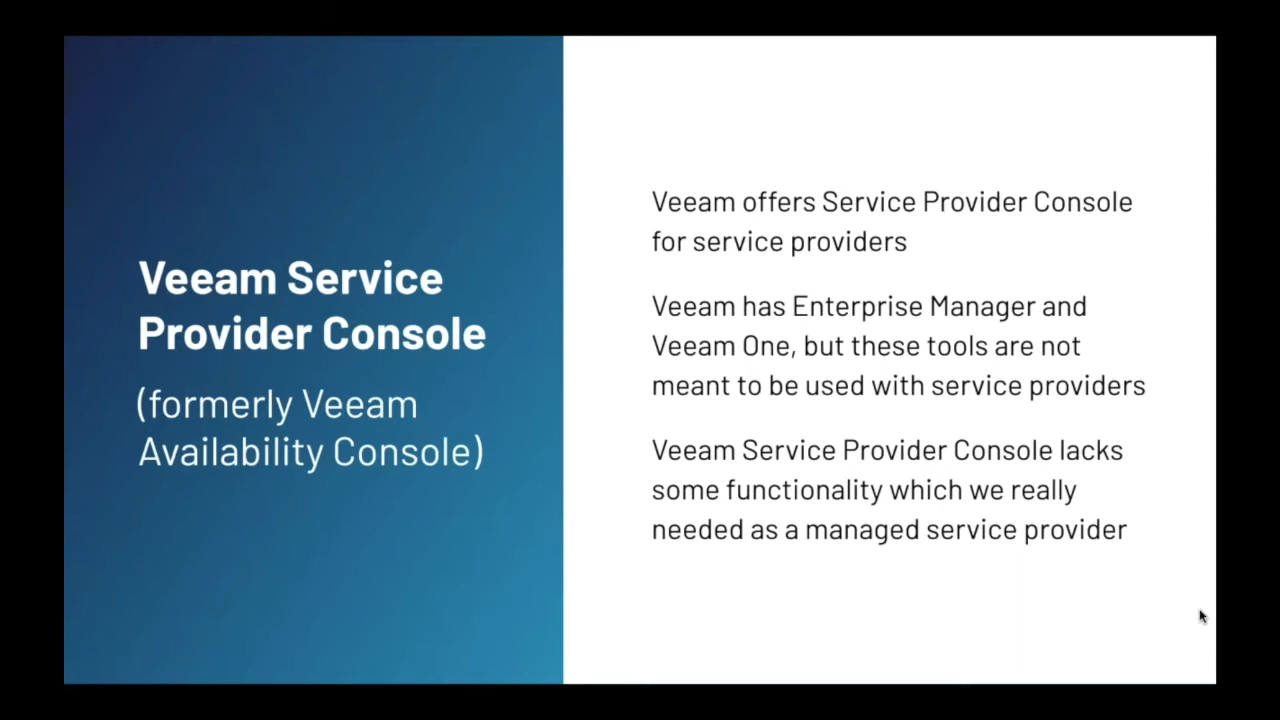 Veeam Service
Provider Console
(formerly Veeam
Availability Console)
Veeam offers Service Provider Console
for service providers
Veeam has Enterprise Manager and
Veeam One, but these tools are not
meant to be used with service providers
Veeam Service Provider Console lacks
some functionality which we really
needed as a managed service provider